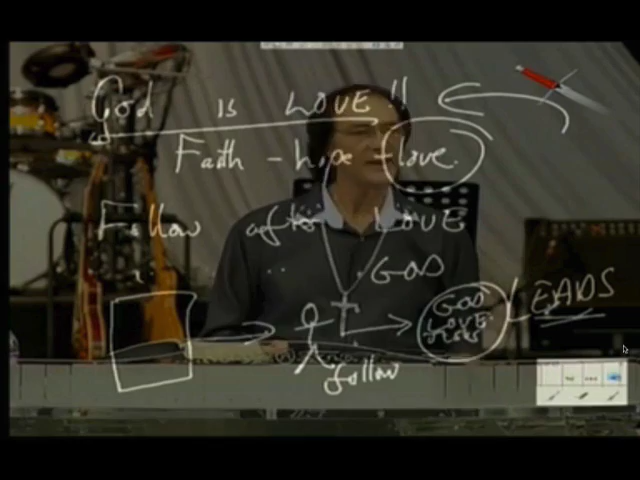 God is LOVE!!
Faith - hope - love.
Follow after LOVE
GOD
GOD LEADS
LOVE
follow